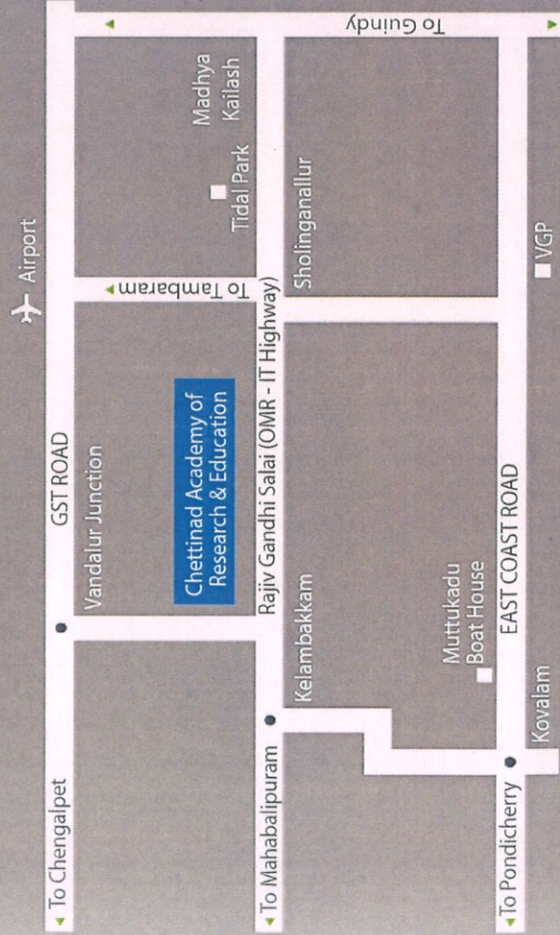 Airport
GST ROAD
To Chengalpet
Vandalur Junction
To Tambaram
Madhya
Kailash
Tidal Park
To Guindy
Chettinad Academy of
Research & Education
Rajiv Gandhi Salai (OMR - IT Highway)
To Mahabalipuram
Kelambakkam
Sholinganallur
Muttukadu
Boat House
EAST COAST ROAD
To Pondicherry
Kovalam
VGP